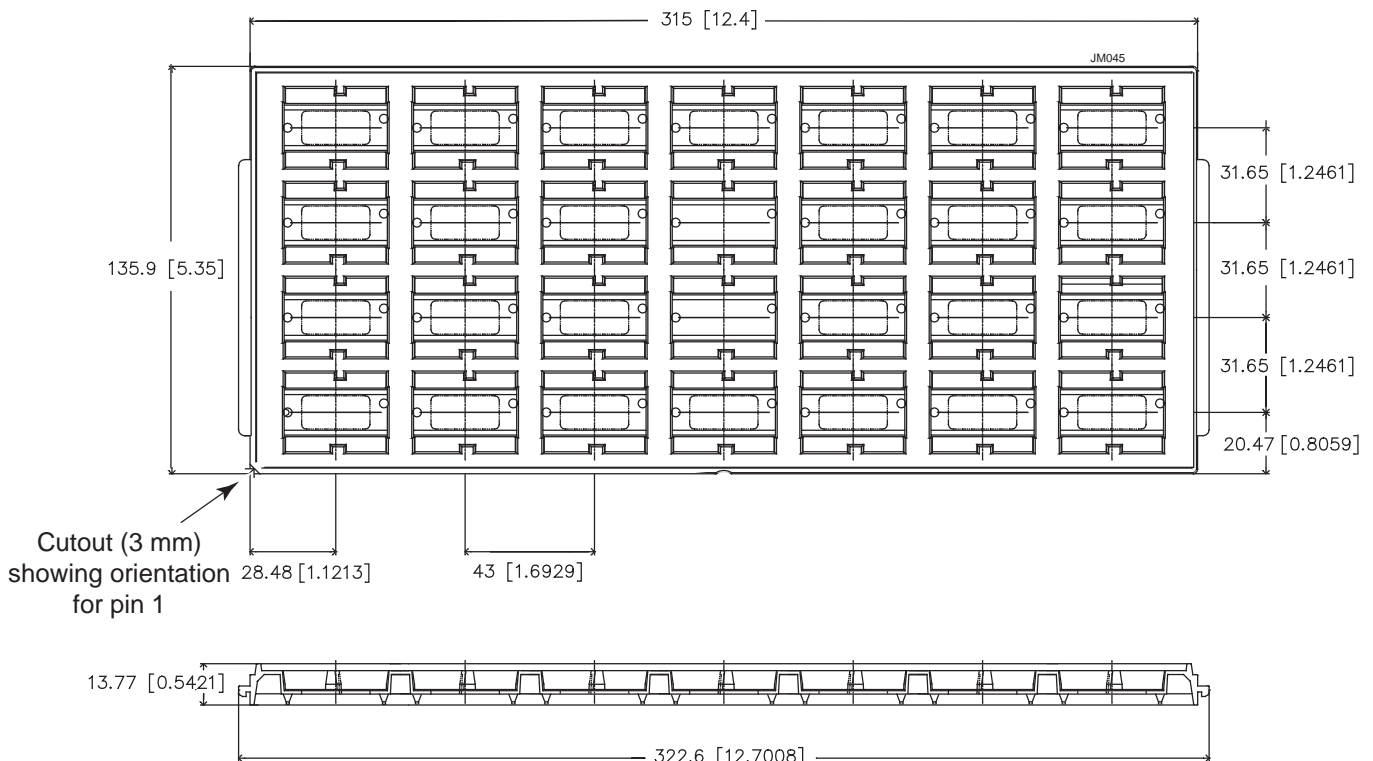 315 [12.4]
JM045
31.65 [1.2461]
135.9 [5.35]
31.65 [1.2461]
31.65 [1.2461]
20.47 [0.8059]
Cutout (3 mm)
showing orientation
for pin 1
28.48 [1.1213]
43 [1.6929]
13.77 [0.5421]
322.6 [12.7008]